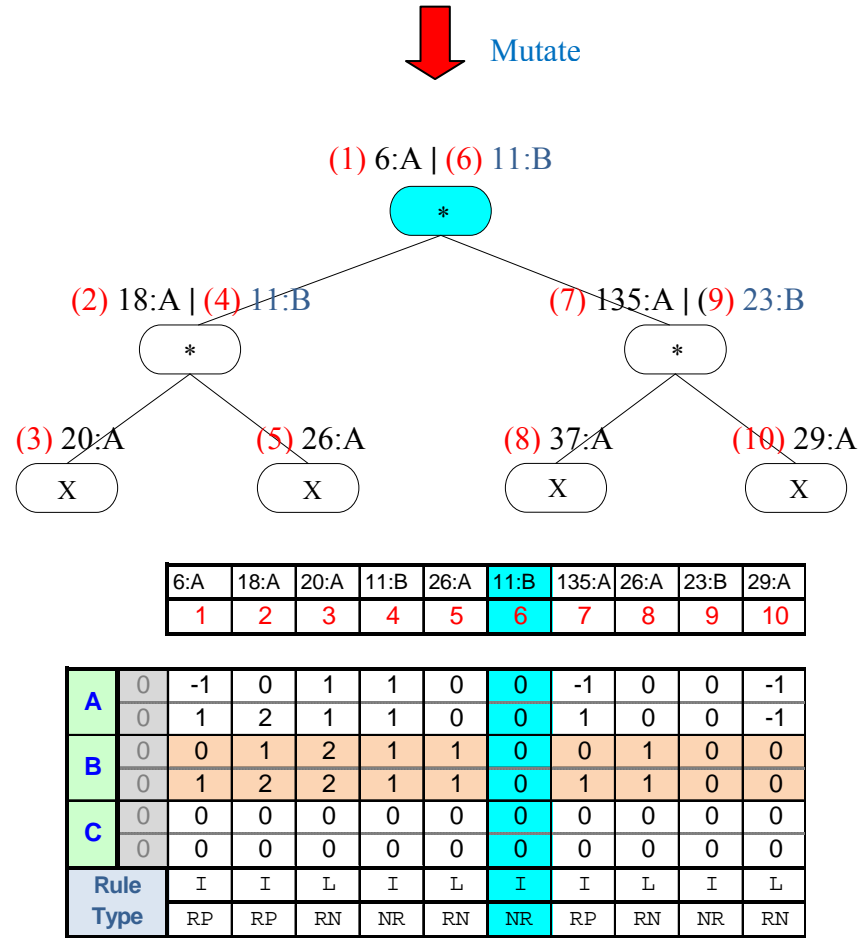 Mutate
(1) 6:A | (6) 11:B
*
(2) 18:A | (4) 11:B (7) 135:A | (9) 23:B
* *
(3) 20:A (5) 26:A (8) 37:A (10) 29:A
X X X X
6:A 18:A 20:A 11:B 26:A 11:B 135:A 26:A 23:B 29:A
1 2 3 4 5 6 7 8 9 10
A 0 -1 0 1 1 0 0 -1 0 0 -1
0 1 2 1 1 0 0 1 0 0 -1
B 0 0 1 2 1 1 0 0 1 0 0
0 1 2 2 1 1 0 1 1 0 0
C 0 0 0 0 0 0 0 0 0 0 0
0 0 0 0 0 0 0 0 0 0 0
Rule I I L I L I I L I L
Type RP RP RN NR RN NR RP RN NR RN